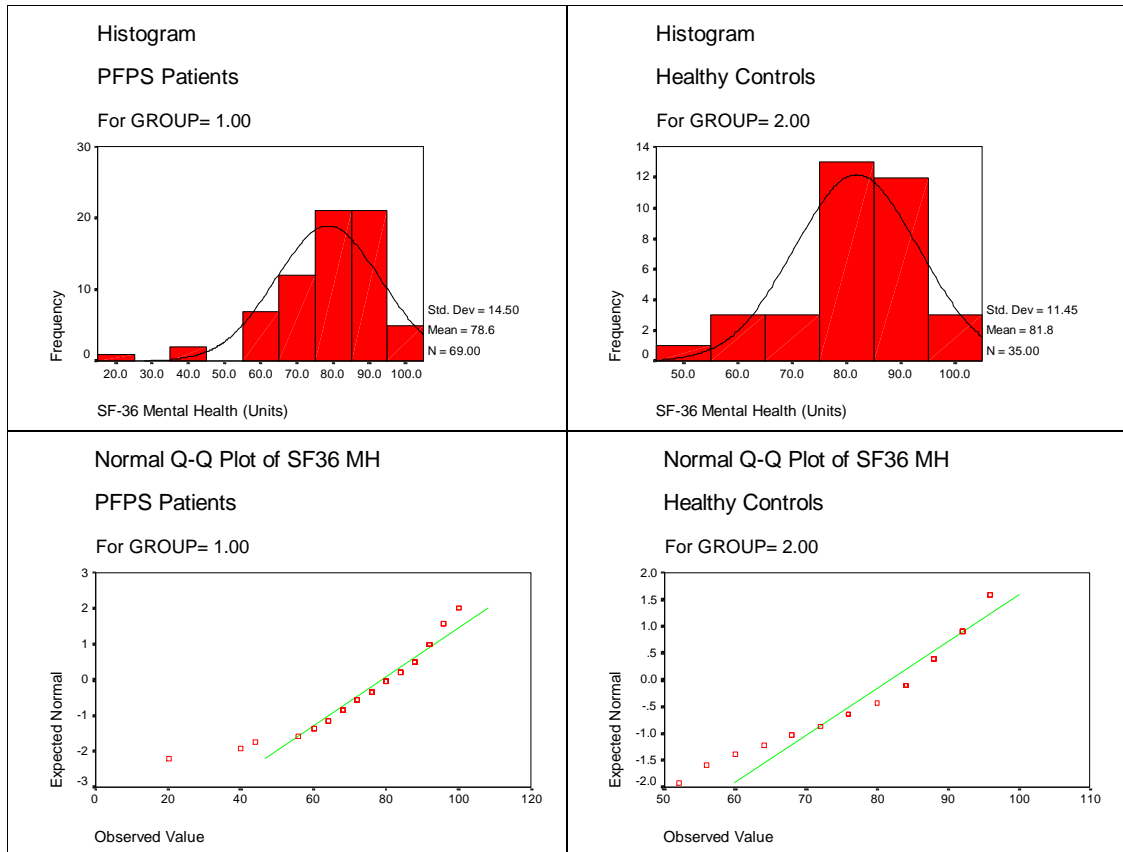 Histogram
PFPS Patients
For GROUP= 1.00
30
20
10
0
Frequency
20.0 30.0 40.0 60.0 70.0 80.0 90.0 100.0
Std. Dev = 14.50
Mean = 78.6
N = 69.00
SF-36 Mental Health (Units)
Histogram
Healthy Controls
For GROUP= 2.00
14
12
10
8
6
4
2
0
Frequency
50.0 60.0 70.0 80.0 90.0 100.0
Std. Dev = 11.45
Mean = 81.8
N = 35.00
SF-36 Mental Health (Units)
Normal Q-Q Plot of SF36 MH
PFPS Patients
For GROUP= 1.00
3
2
1
0
-1
-2
-3
Expected Normal
0 20 40 60 80 100 120
Observed Value
Normal Q-Q Plot of SF36 MH
Healthy Controls
For GROUP= 2.00
2.0
1.5
1.0
.5
0.0
-.5
-1.0
-1.5
-2.0
Expected Normal
50 60 70 80 90 100 110
Observed Value